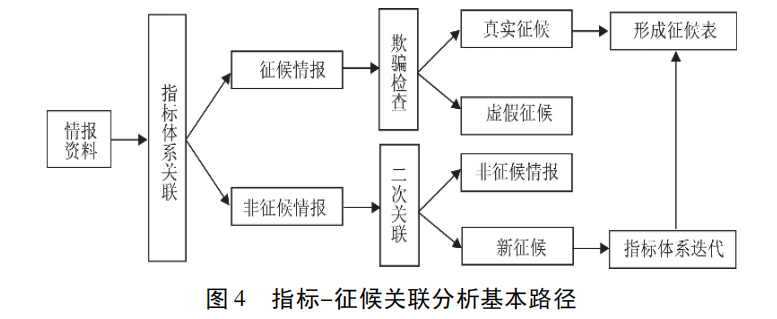 情报
资料
指标体系关联
征候情报
非征候情报
欺骗检查
二次关联
真实征候
虚假征候
非征候情报
新征候
形成征候表
指标体系迭代
图4 指标-征候关联分析基本路径